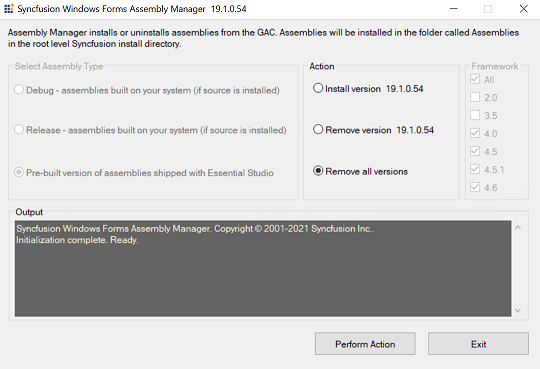 Syncfusion Windows Forms Assembly Manager 19.1.0.54
Assembly Manager installs or uninstalls assemblies from the GAC. Assemblies will be installed in the folder called Assemblies
in the root level Syncfusion install directory.
Select Assembly Type
Debug - assemblies built on your system (if source is installed)
Release - assemblies built on your system (if source is installed)
Pre-built version of assemblies shipped with Essential Studio
Action
Install version 19.1.0.54
Remove version 19.1.0.54
Remove all versions
Framework
All
2.0
3.5
4.0
4.5
4.5.1
4.6
Output
Syncfusion Windows Forms Assembly Manager. Copyright © 2001-2021 Syncfusion Inc..
Initialization complete. Ready.
Perform Action
Exit